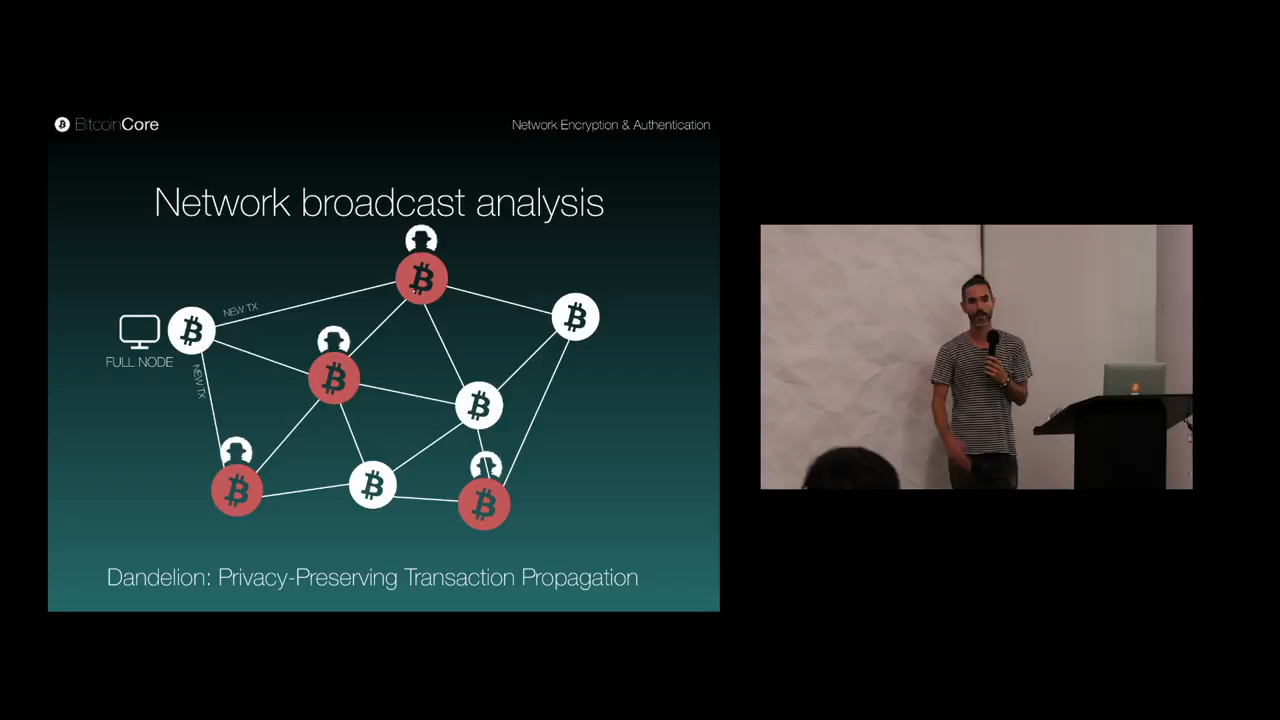 BitcoinCore
Network Encryption & Authentication
Network broadcast analysis
NEW TX
FULL NODE
NEW TX
Dandelion: Privacy-Preserving Transaction Propagation